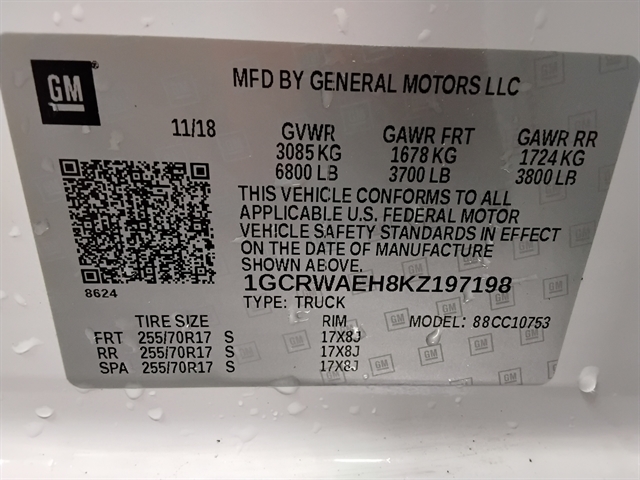 GM
MFD BY GENERAL MOTORS LLC
11/18 GVWR GAWR FRT GAWR RR
3085 KG 1678 KG 1724 KG
6800 LB 3700 LB 3800 LB
THIS VEHICLE CONFORMS TO ALL
APPLICABLE U.S. FEDERAL MOTOR
VEHICLE SAFETY STANDARDS IN EFFECT
ON THE DATE OF MANUFACTURE
SHOWN ABOVE.
8624
1GCRWAEH8KZ197198
TYPE: TRUCK
TIRE SIZE RIM MODEL: 88CC10753
FRT 255/70R17 S 17X8J
RR 255/70R17 S 17X8J
SPA 255/70R17 S 17X8J